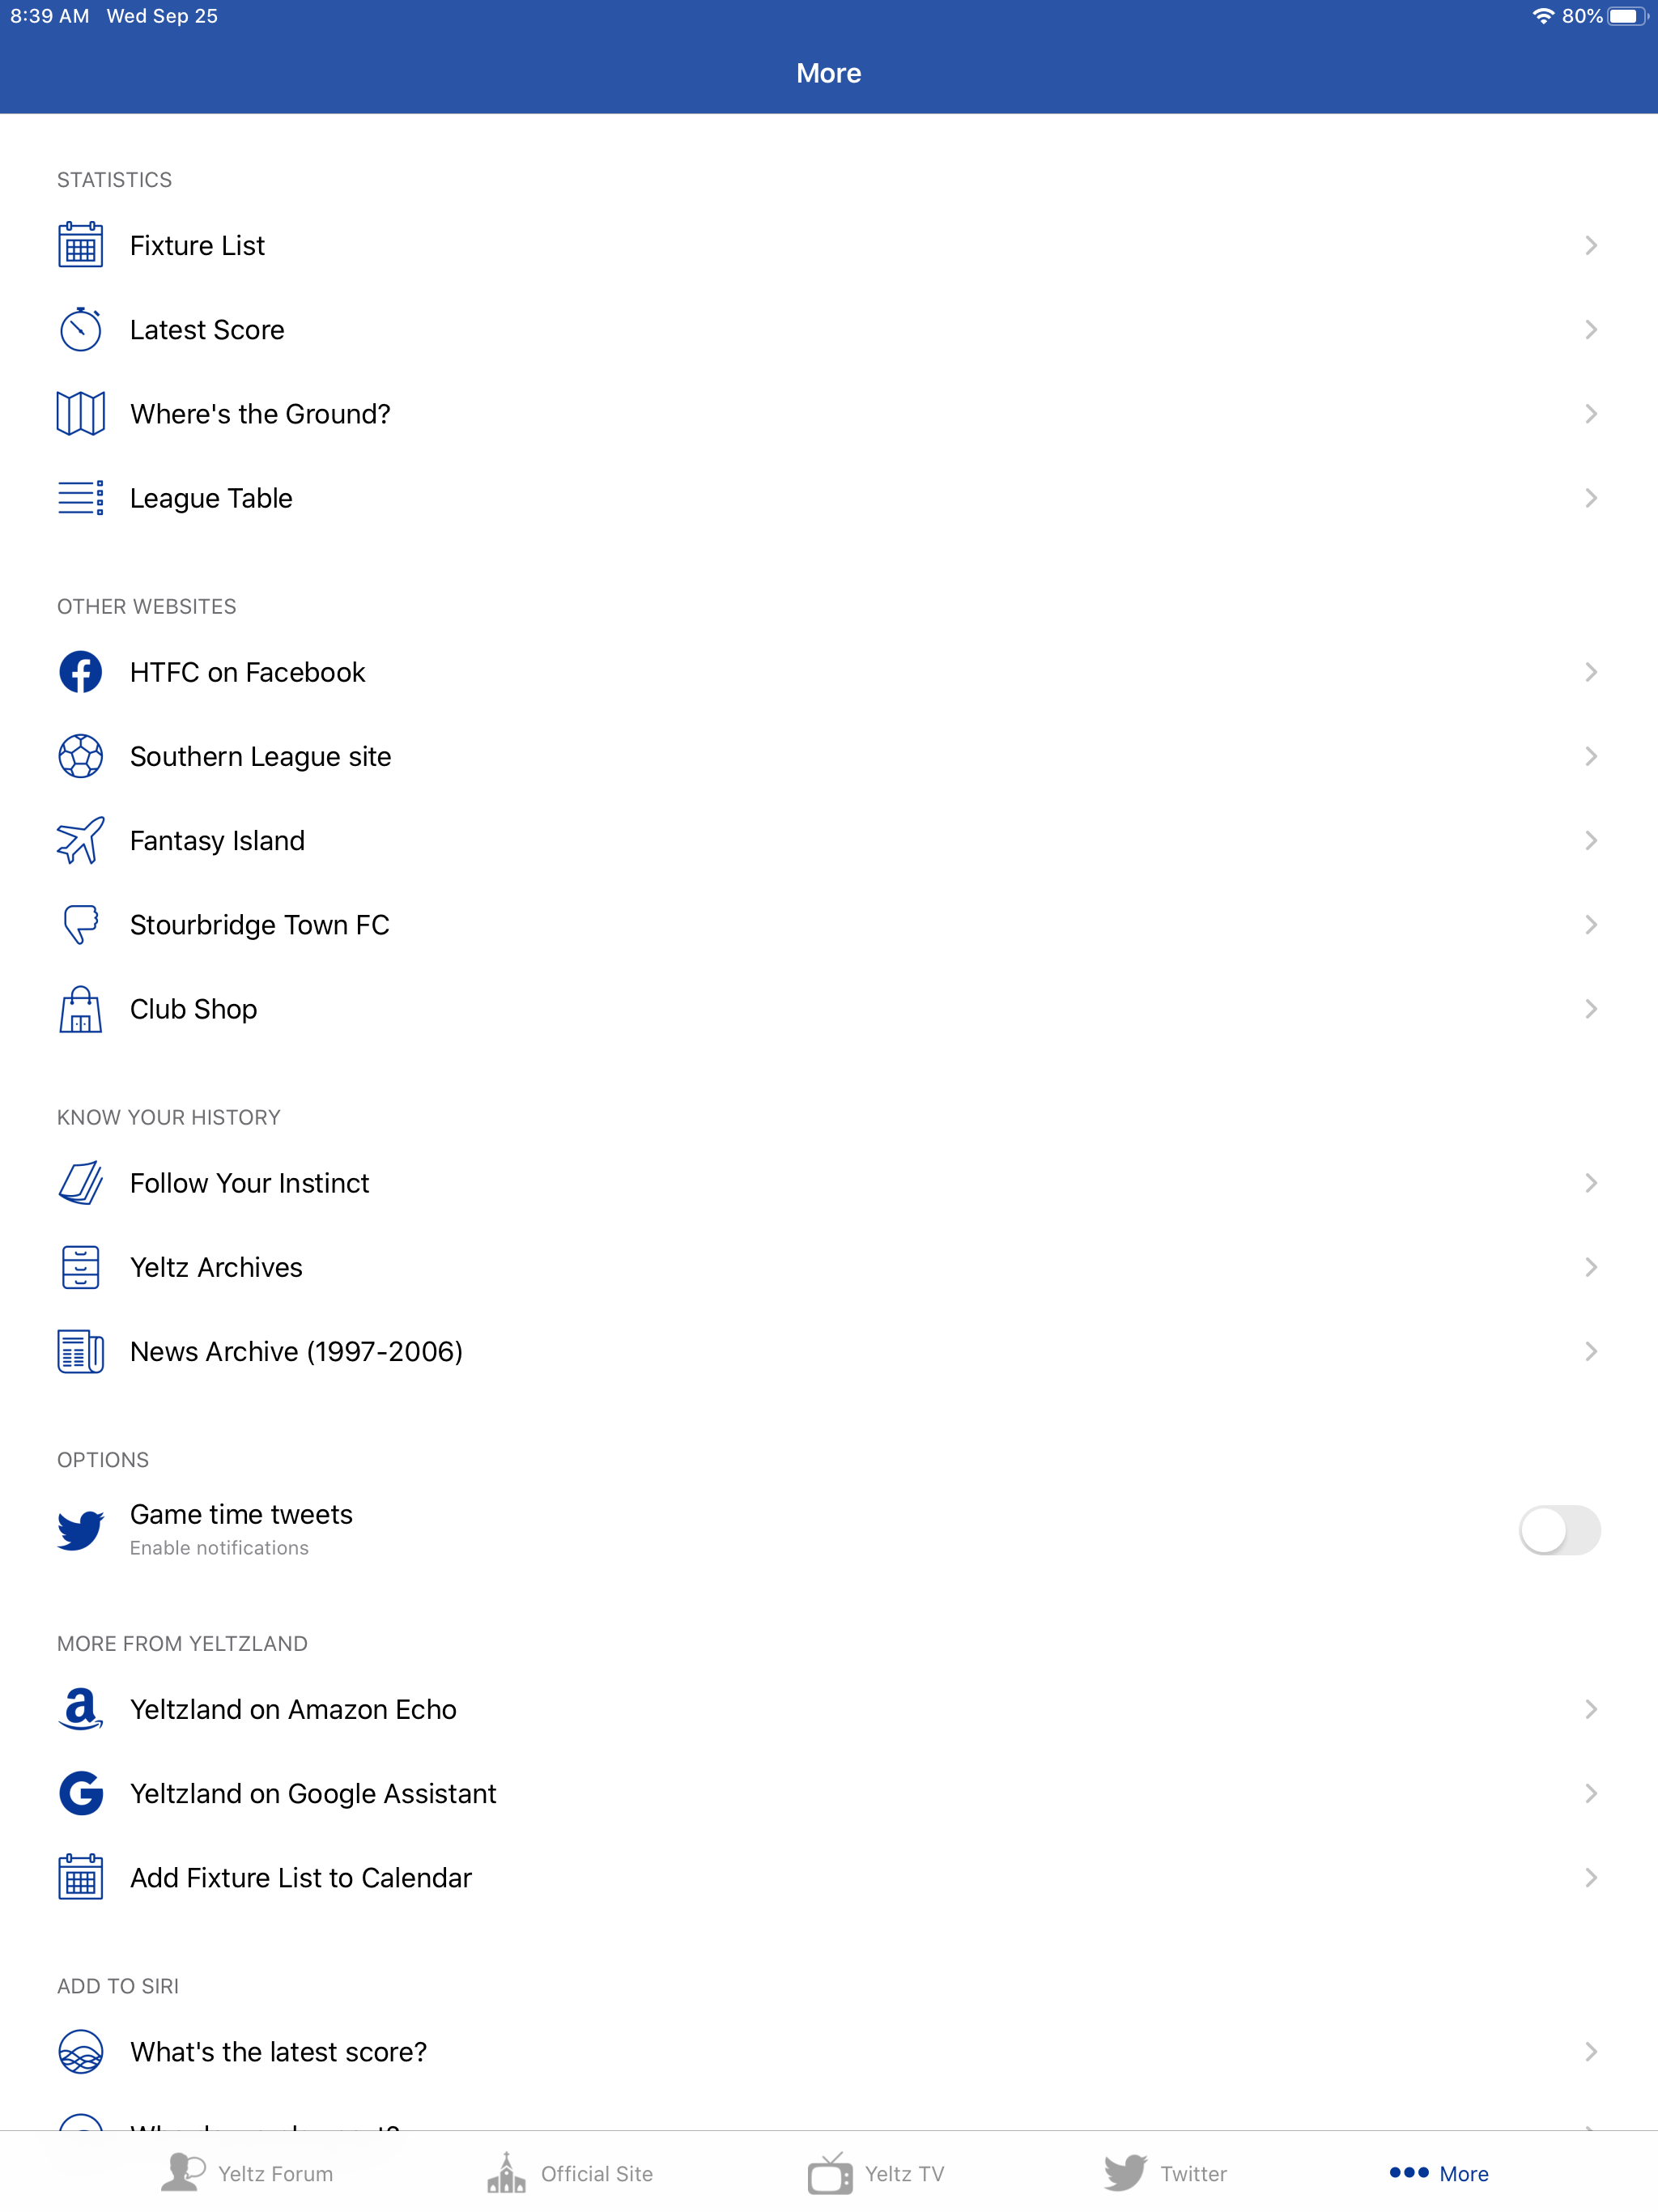 8:39 AM Wed Sep 25 80%
More
STATISTICS
Fixture List
Latest Score
Where's the Ground?
League Table
OTHER WEBSITES
HTFC on Facebook
Southern League site
Fantasy Island
Stourbridge Town FC
Club Shop
KNOW YOUR HISTORY
Follow Your Instinct
Yeltz Archives
News Archive (1997-2006)
OPTIONS
Game time tweets
Enable notifications
MORE FROM YELTZLAND
Yeltzland on Amazon Echo
Yeltzland on Google Assistant
Add Fixture List to Calendar
ADD TO SIRI
What's the latest score?
Yeltz Forum Official Site Yeltz TV Twitter More